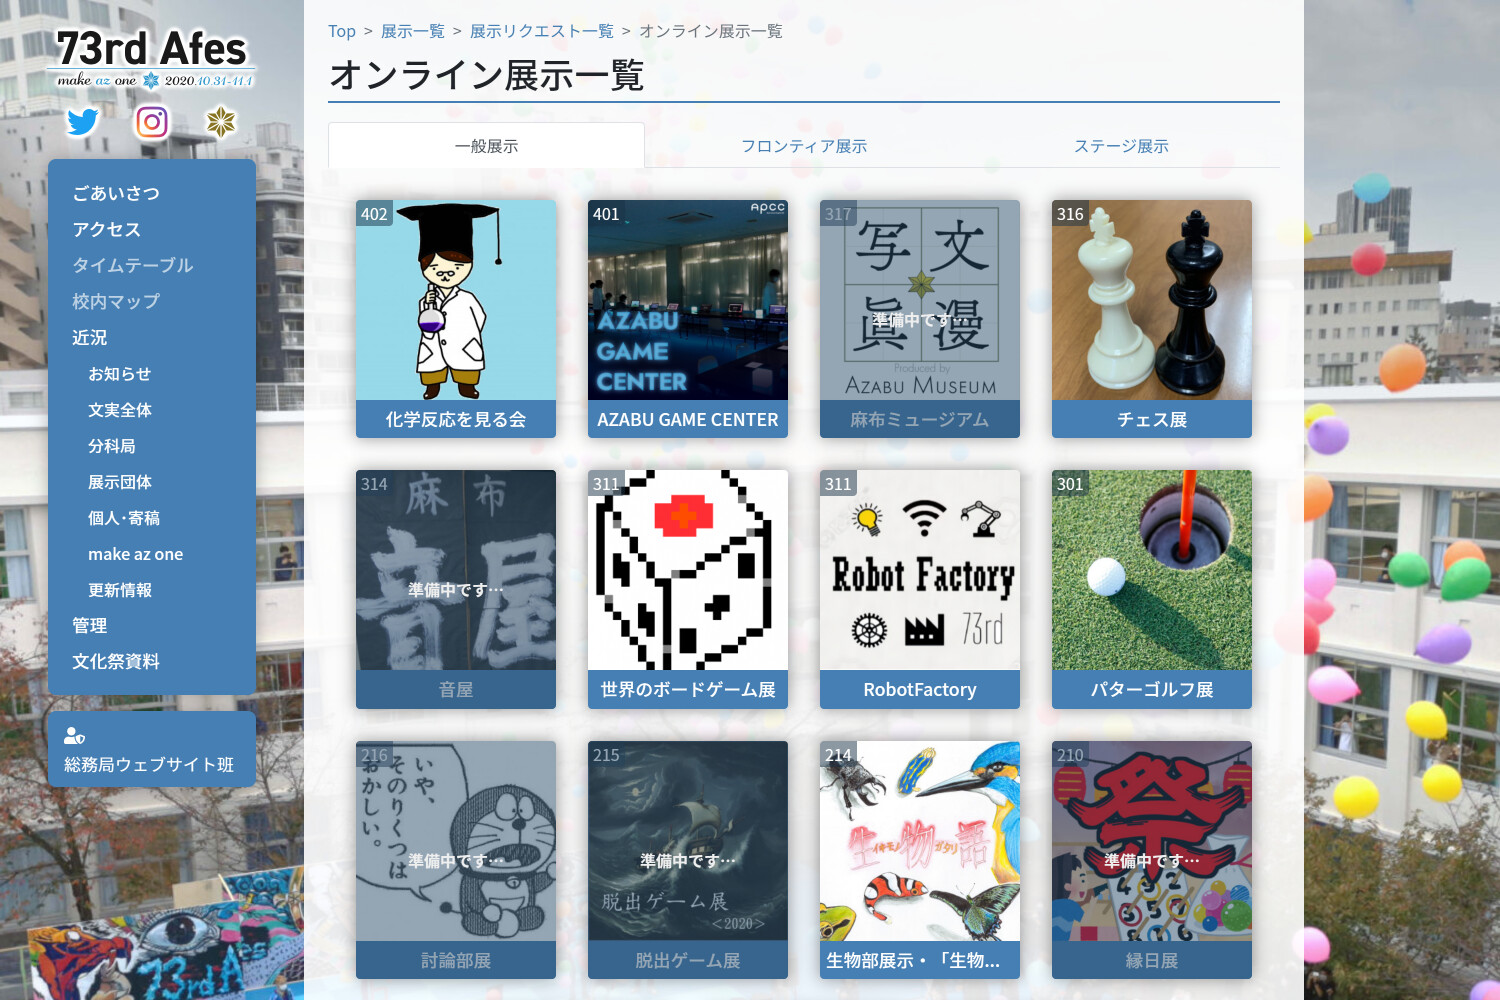 73rd Afes
make az one 2020.10.31-11.1
ごあいさつ
アクセス
タイムテーブル
校内マップ
近況
お知らせ
文実全体
分科局
展示団体
個人・寄稿
make az one
更新情報
管理
文化祭資料
総務局ウェブサイト班
Top > 展示一覧 > 展示リクエスト一覧 > オンライン展示一覧
オンライン展示一覧
一般展示
フロンティア展示
ステージ展示
402
化学反応を見る会
401
apcc
AZABU
GAME
CENTER
AZABU GAME CENTER
317
写文
眞漫
準備中です…
Produced by
AZABU MUSEUM
麻布ミュージアム
316
チェス展
314
麻布
音屋
準備中です…
音屋
311
世界のボードゲーム展
311
Robot Factory
73rd
RobotFactory
301
パターゴルフ展
216
いや、
そのりくつは
おかしい。
準備中です…
討論部展
215
準備中です…
脱出ゲーム展
<2020>
脱出ゲーム展
214
生物語
イキモノガタリ
生物部展示・「生物...
210
祭
準備中です…
縁日展
73rd Afes